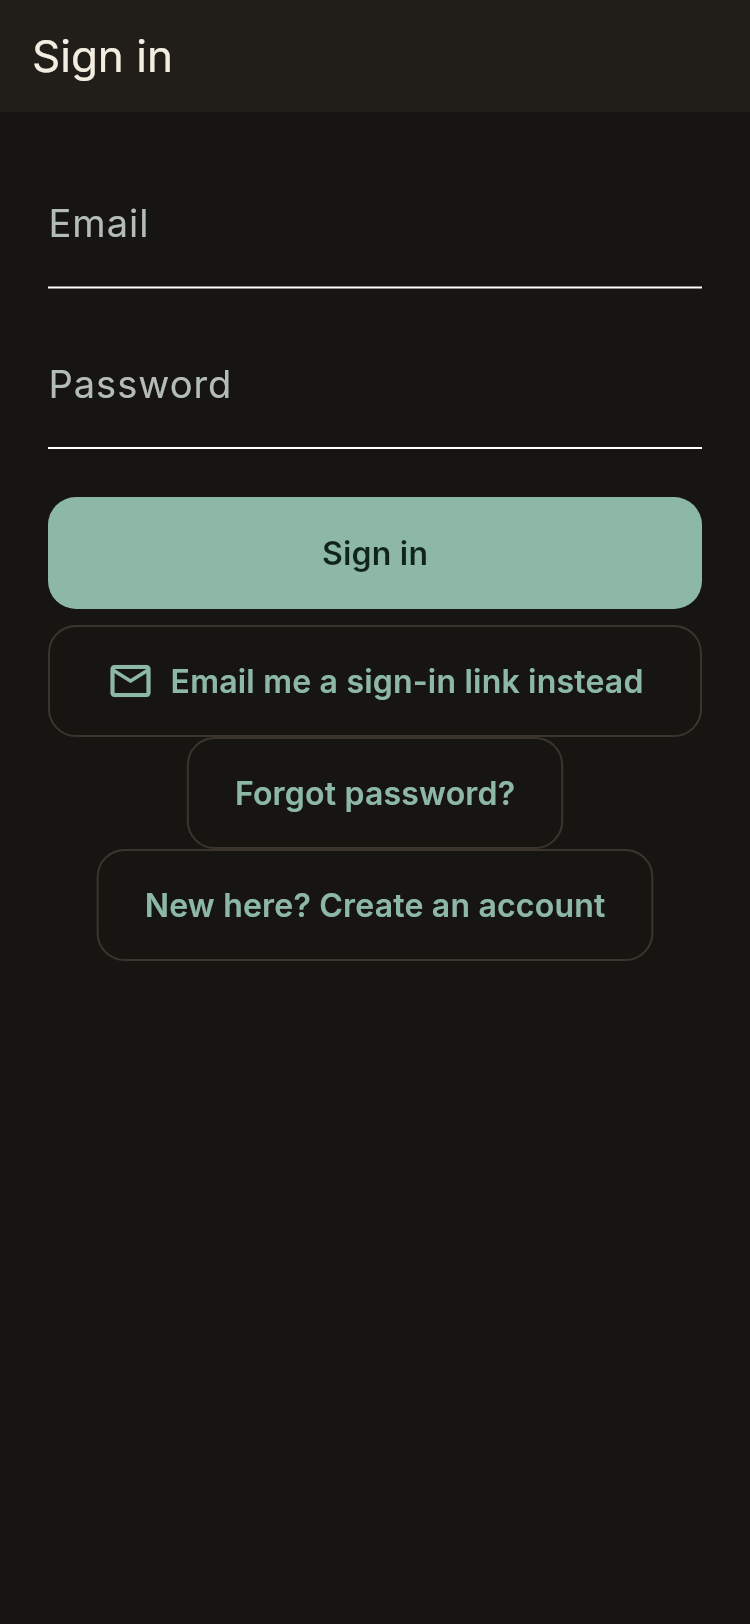 Sign in
Email
Password
Sign in
Email me a sign-in link instead
Forgot password?
New here? Create an account